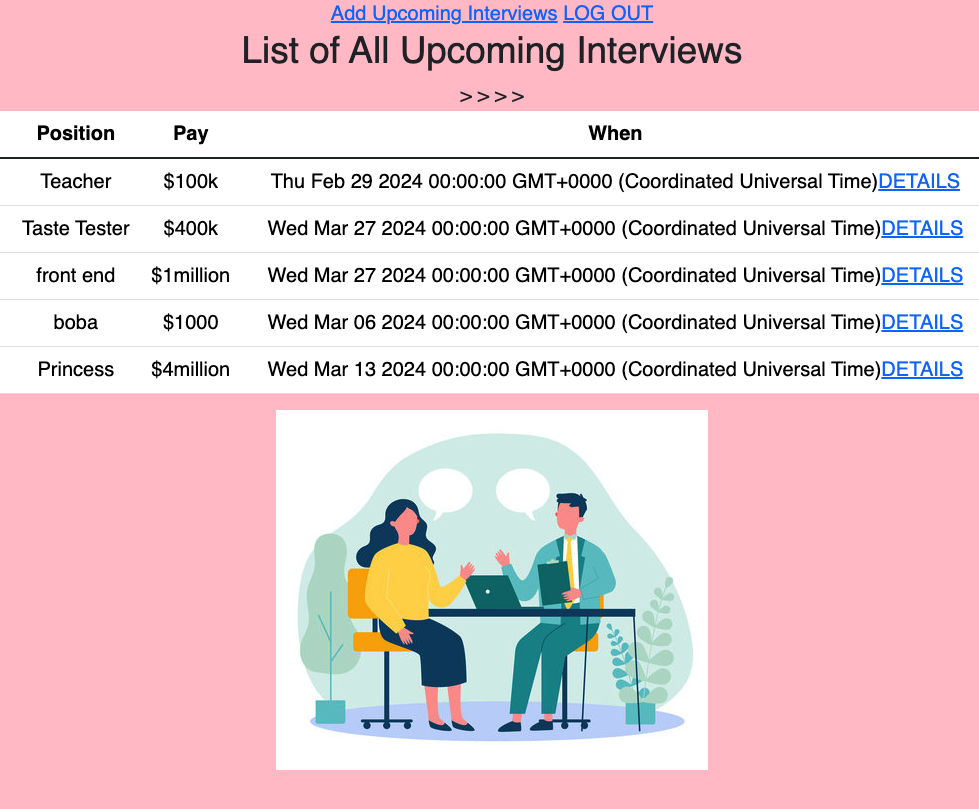 Add Upcoming Interviews LOG OUT
List of All Upcoming Interviews
> > > >
Position Pay When
Teacher $100k Thu Feb 29 2024 00:00:00 GMT+0000 (Coordinated Universal Time)DETAILS
Taste Tester $400k Wed Mar 27 2024 00:00:00 GMT+0000 (Coordinated Universal Time)DETAILS
front end $1million Wed Mar 27 2024 00:00:00 GMT+0000 (Coordinated Universal Time)DETAILS
boba $1000 Wed Mar 06 2024 00:00:00 GMT+0000 (Coordinated Universal Time)DETAILS
Princess $4million Wed Mar 13 2024 00:00:00 GMT+0000 (Coordinated Universal Time)DETAILS